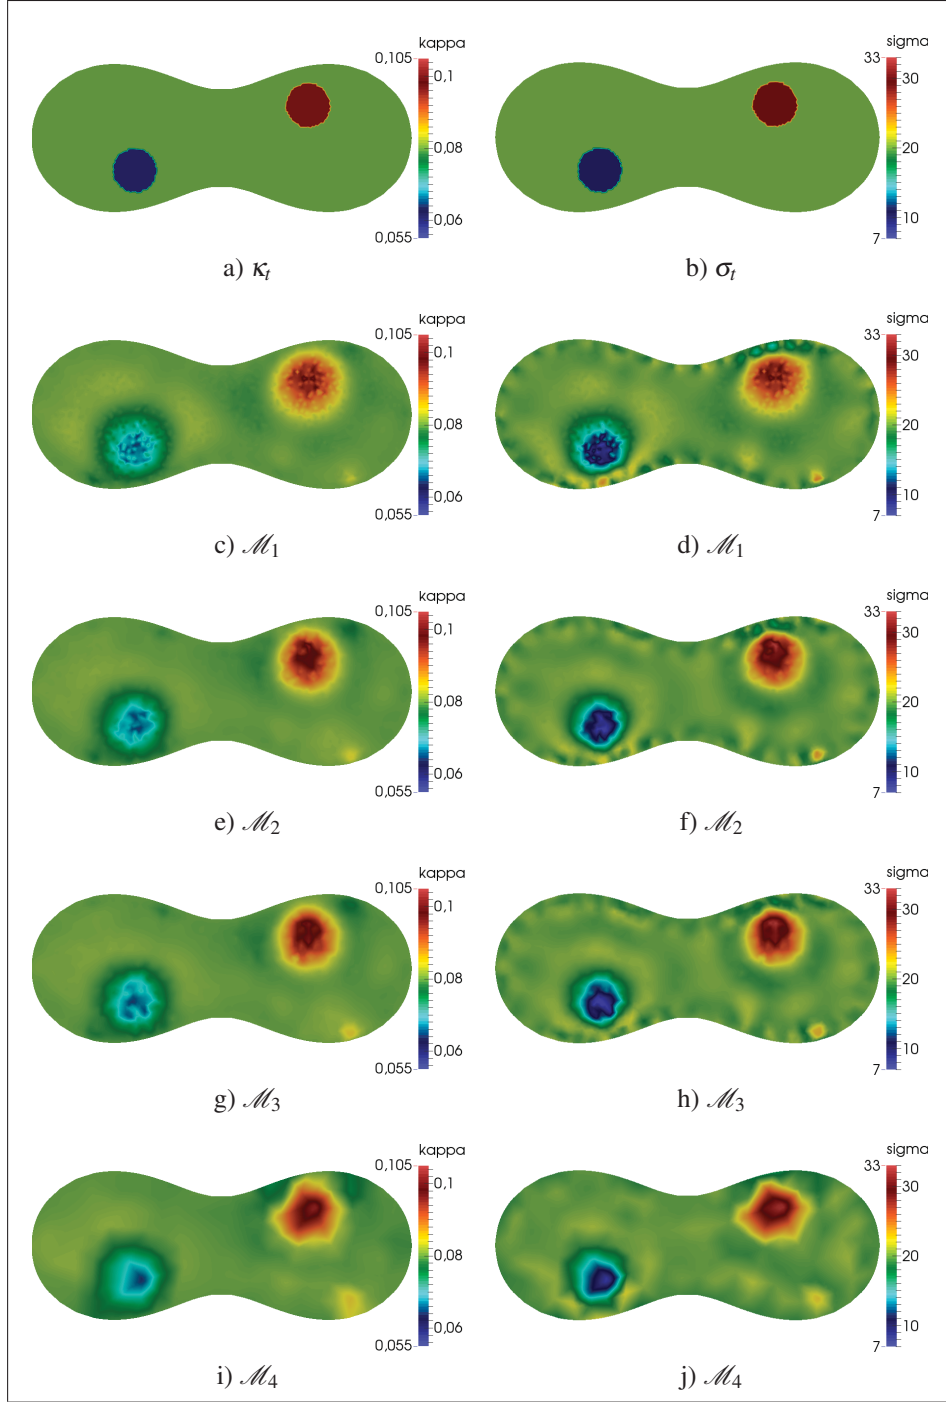 kappa
0,105
0,1
0,08
0,06
0,055
a) κt
sigma
33
30
20
10
7
b) σt
kappa
0,105
0,1
0,08
0,06
0,055
c) ℳ1
sigma
33
30
20
10
7
d) ℳ1
kappa
0,105
0,1
0,08
0,06
0,055
e) ℳ2
sigma
33
30
20
10
7
f) ℳ2
kappa
0,105
0,1
0,08
0,06
0,055
g) ℳ3
sigma
33
30
20
10
7
h) ℳ3
kappa
0,105
0,1
0,08
0,06
0,055
i) ℳ4
sigma
33
30
20
10
7
j) ℳ4